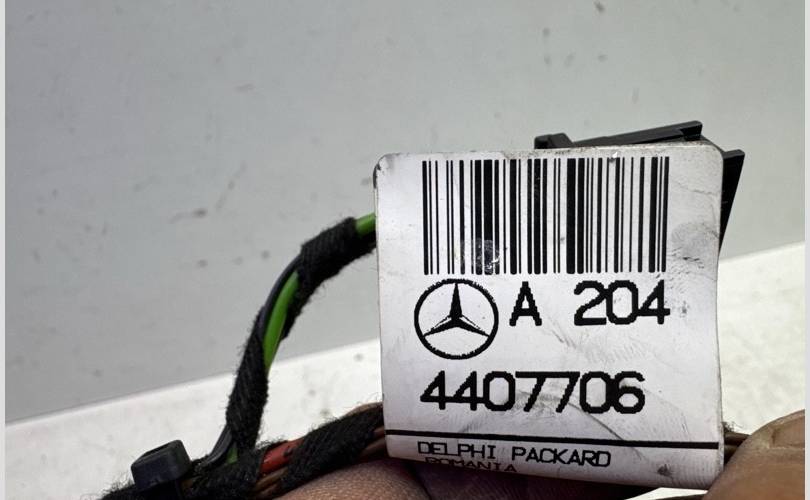 A 204
4407706
DELPHI PACKARD
ROMANIA